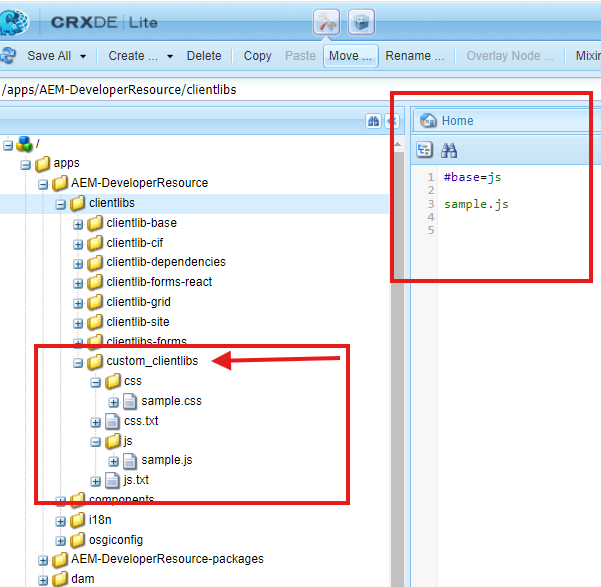 CRXDE | Lite
Save All Create ... Delete Copy Paste Move ... Rename ... Overlay Node ... Mixin
/apps/AEM-DeveloperResource/clientlibs
/
apps
AEM-DeveloperResource
clientlibs
clientlib-base
clientlib-cif
clientlib-dependencies
clientlib-forms-react
clientlib-grid
clientlib-site
clientlibs-forms
custom_clientlibs
css
sample.css
css.txt
js
sample.js
js.txt
components
i18n
osgiconfig
AEM-DeveloperResource-packages
dam
Home
1 #base=js
2
3 sample.js
4
5